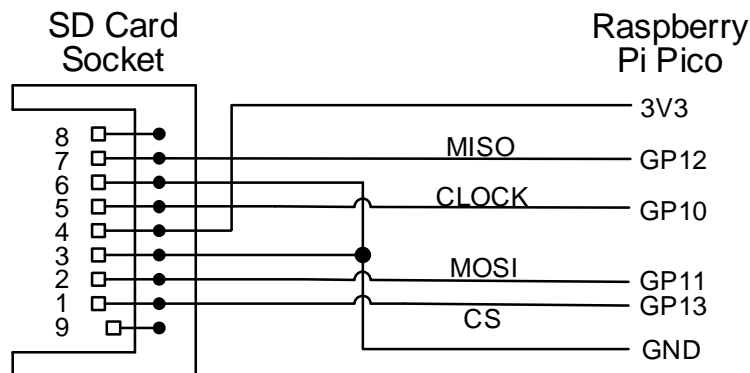 SD Card
Socket
Raspberry
Pi Pico
3V3
8
7
MISO
GP12
6
5
CLOCK
GP10
4
3
2
MOSI
GP11
1
GP13
CS
9
GND